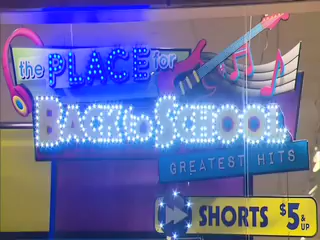 the PLACE for
BACK to SCHOOL
GREATEST HITS
SHORTS $5 & UP